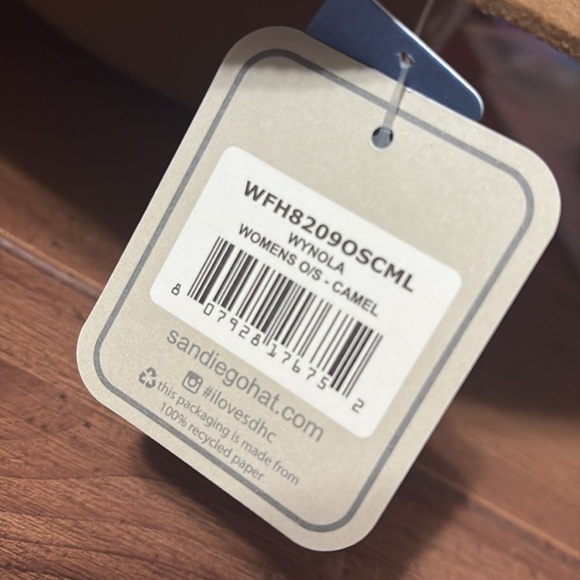 WFH8209OSCML
WYNOLA
WOMENS O/S - CAMEL
8 07928 17675 2
sandiegohat.com
#ilovesdhc
this packaging is made from
100% recycled paper